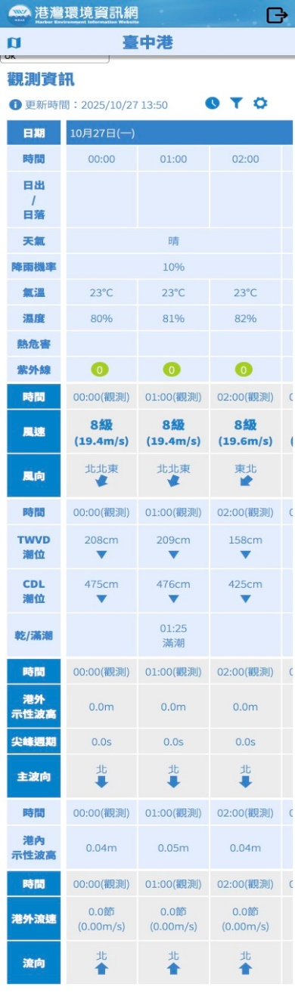 港灣環境資訊網
Harbor Environment Information Website
臺中港
OK
觀測資訊
更新時間：2025/10/27 13:50
日期 10月27日(一)
時間 00:00 01:00 02:00
日出
/
日落
天氣 晴
降雨機率 10%
氣溫 23°C 23°C 23°C
濕度 80% 81% 82%
熱危害
紫外線 0 0 0
時間 00:00(觀測) 01:00(觀測) 02:00(觀測)
風速 8級 8級 8級
(19.4m/s) (19.4m/s) (19.6m/s)
風向 北北東 北北東 東北
時間 00:00(觀測) 01:00(觀測) 02:00(觀測)
TWVD 208cm 209cm 158cm
潮位
CDL 475cm 476cm 425cm
潮位
乾/滿潮 01:25
滿潮
時間 00:00(觀測) 01:00(觀測) 02:00(觀測)
港外
示性波高 0.0m 0.0m 0.0m
尖峰週期 0.0s 0.0s 0.0s
主波向 北 北 北
時間 00:00(觀測) 01:00(觀測) 02:00(觀測)
港內
示性波高 0.04m 0.05m 0.04m
時間 00:00(觀測) 01:00(觀測) 02:00(觀測)
港外流速 0.0節 0.0節 0.0節
(0.00m/s) (0.00m/s) (0.00m/s)
流向 北 北 北